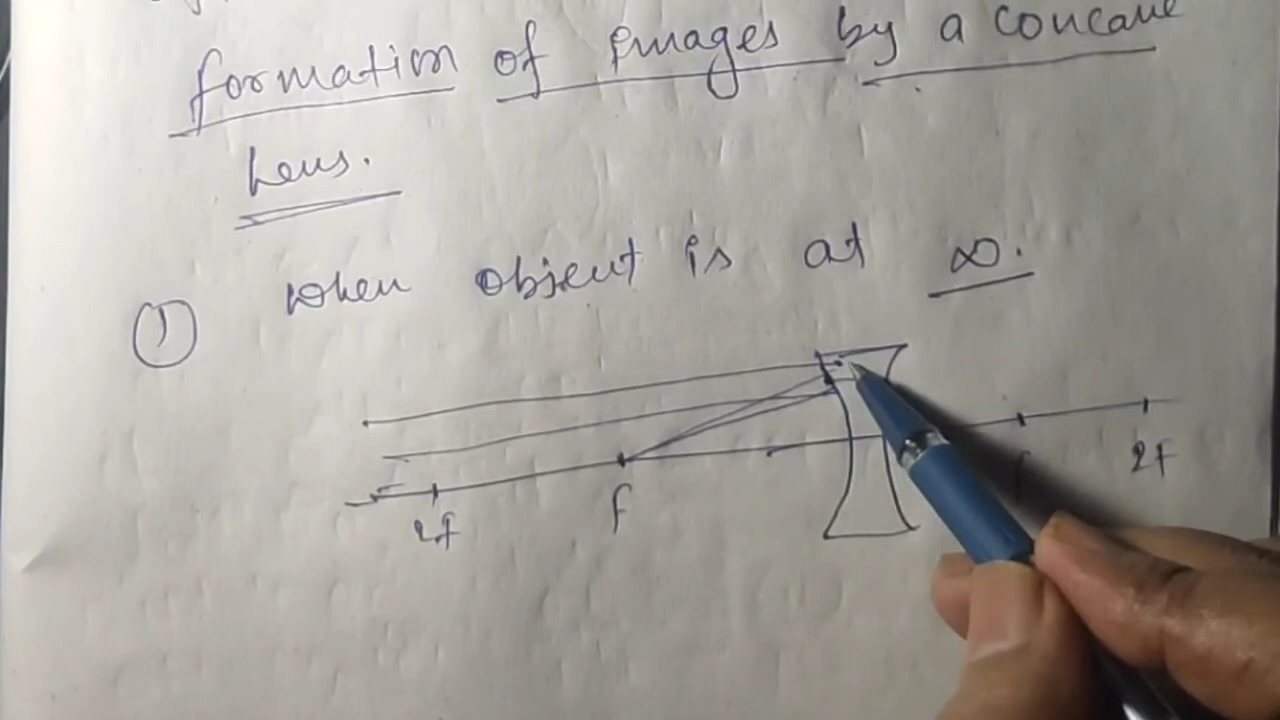 formation of images by a concave
Lens.
① when object is at ∞.
2f f f 2f